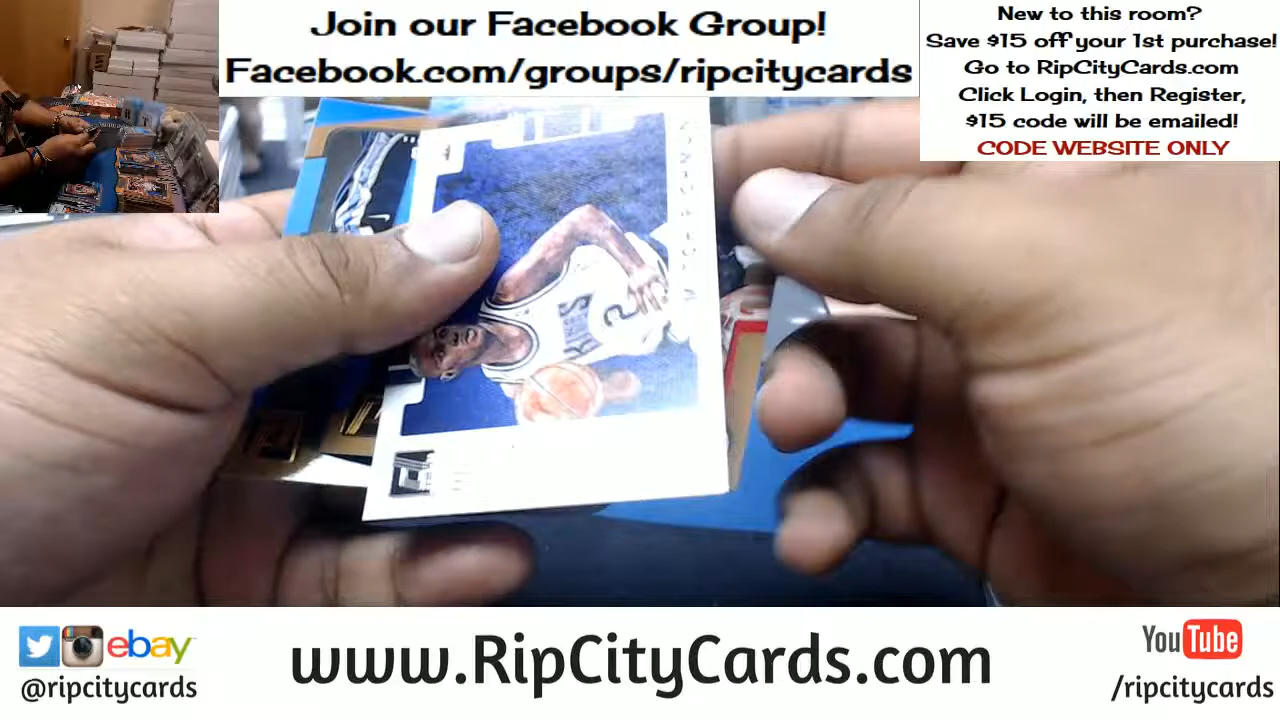 Join our Facebook Group!
Facebook.com/groups/ripcitycards
New to this room?
Save $15 off your 1st purchase!
Go to RipCityCards.com
Click Login, then Register,
$15 code will be emailed!
CODE WEBSITE ONLY
KINGS
2
ebay
@ripcitycards
www.RipCityCards.com
YouTube
/ripcitycards